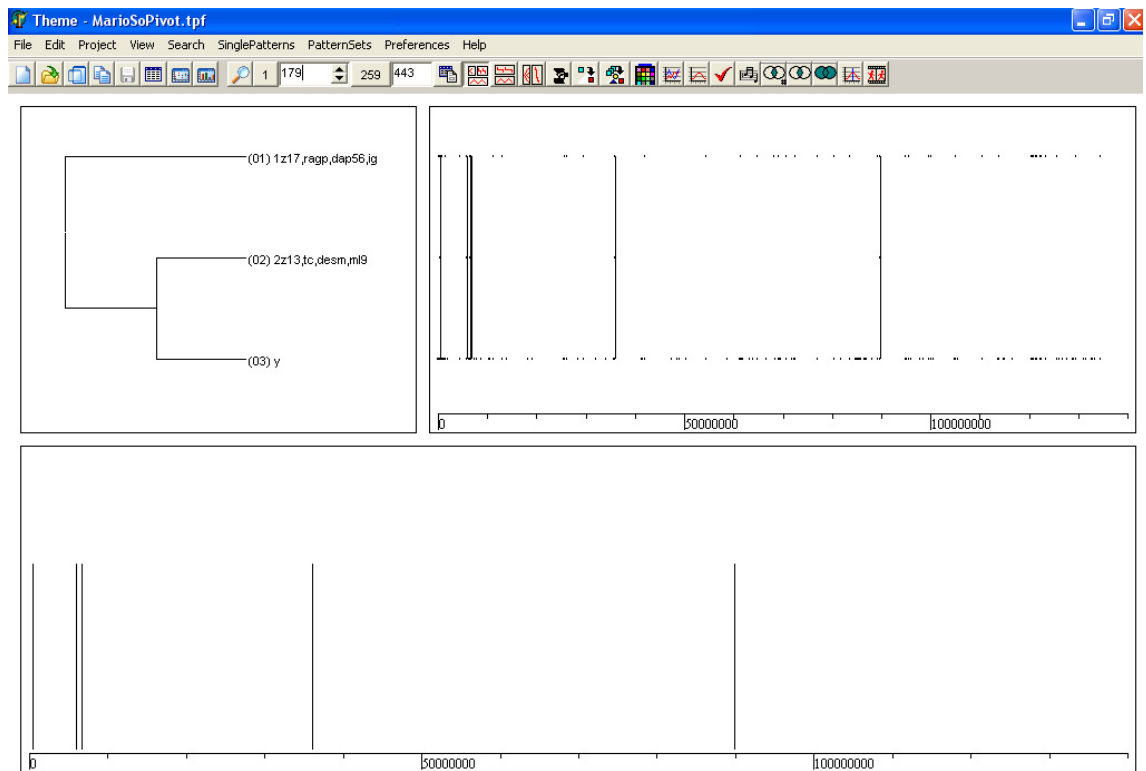 Theme - MarioSoPivot.tpf
File Edit Project View Search SinglePatterns PatternSets Preferences Help
1 179 259 443
(01) 1z17,ragp,dap56,ig
(02) 2z13,tc,desm,ml9
(03) y
0 50000000 100000000
0 50000000 100000000